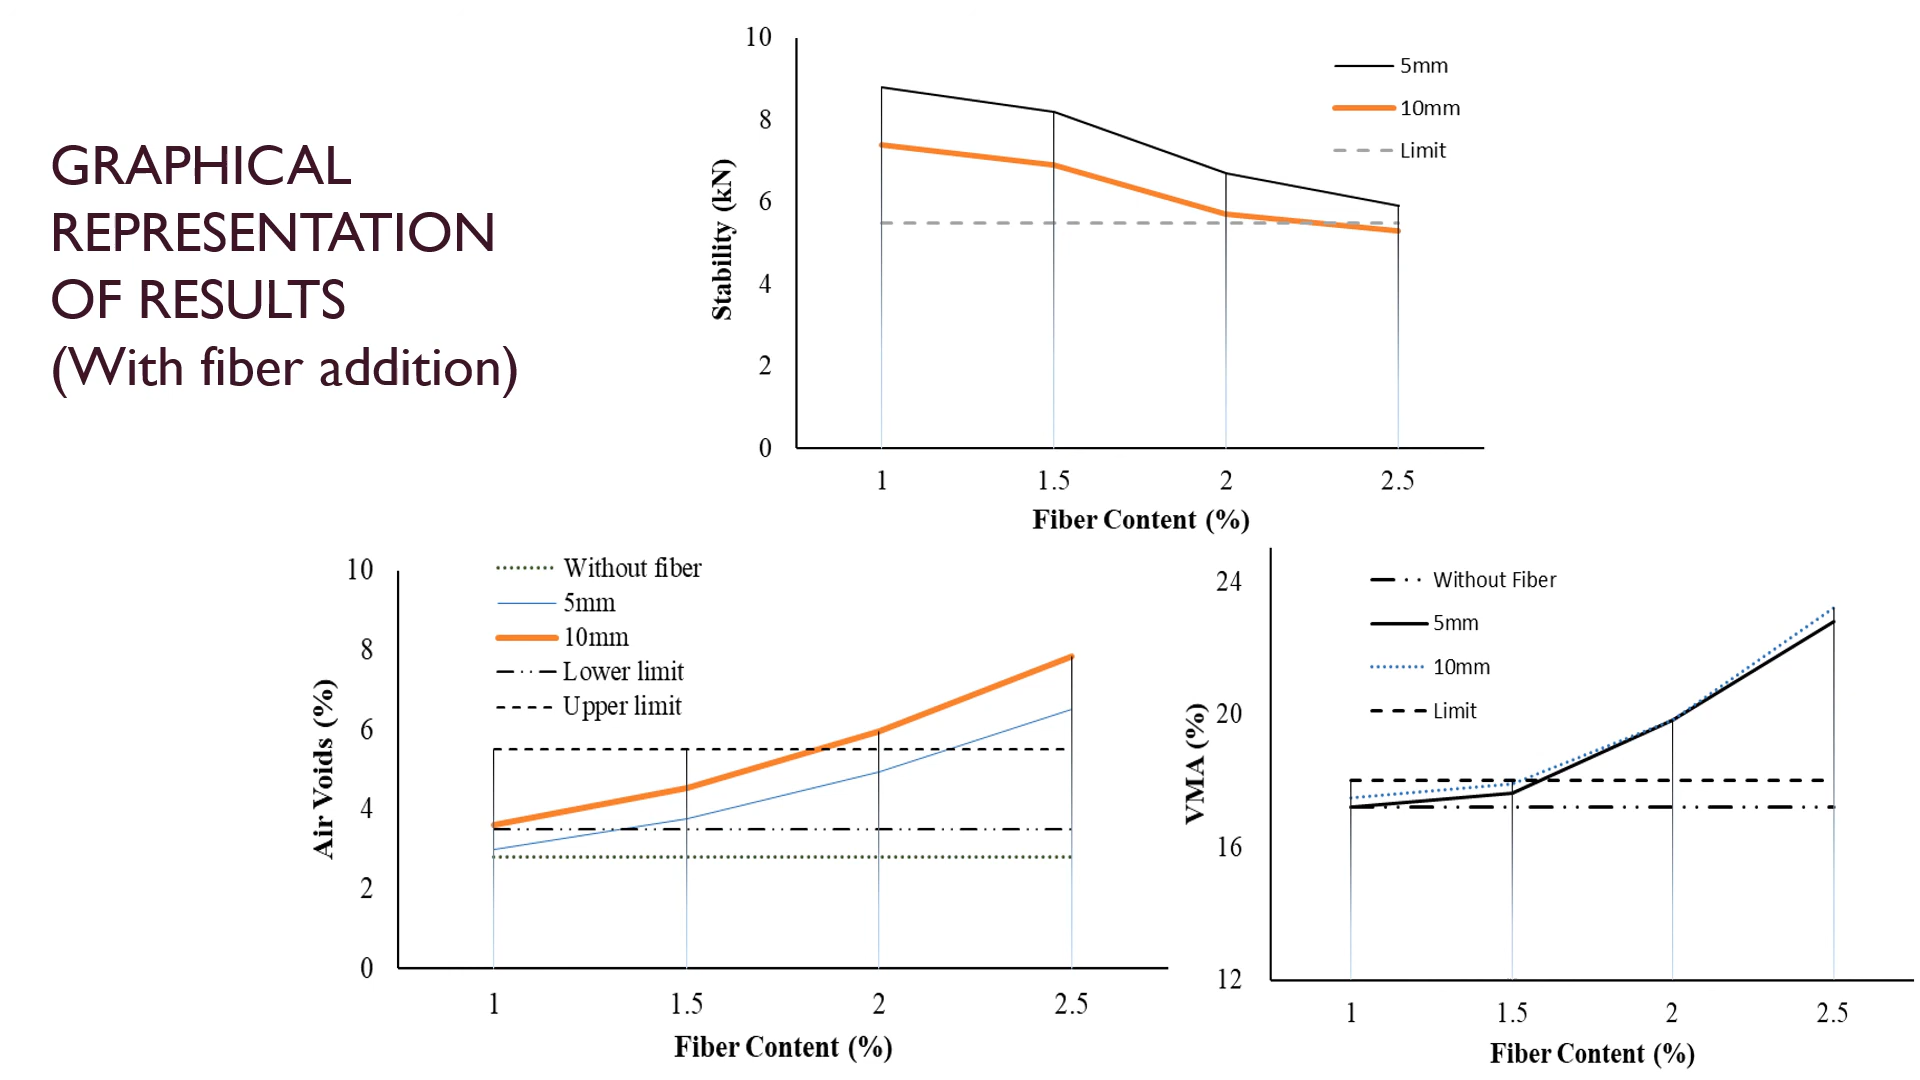 GRAPHICAL
REPRESENTATION
OF RESULTS
(With fiber addition)
10
8
6
4
2
0
Stability (kN)
5mm
10mm
Limit
1 1.5 2 2.5
Fiber Content (%)
10
8
6
4
2
0
Air Voids (%)
Without fiber
5mm
10mm
Lower limit
Upper limit
1 1.5 2 2.5
Fiber Content (%)
24
20
16
12
VMA (%)
Without Fiber
5mm
10mm
Limit
1 1.5 2 2.5
Fiber Content (%)